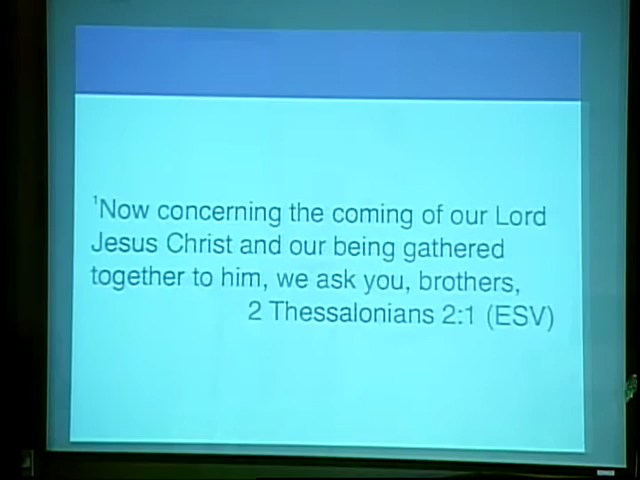 ¹Now concerning the coming of our Lord
Jesus Christ and our being gathered
together to him, we ask you, brothers,
2 Thessalonians 2:1 (ESV)